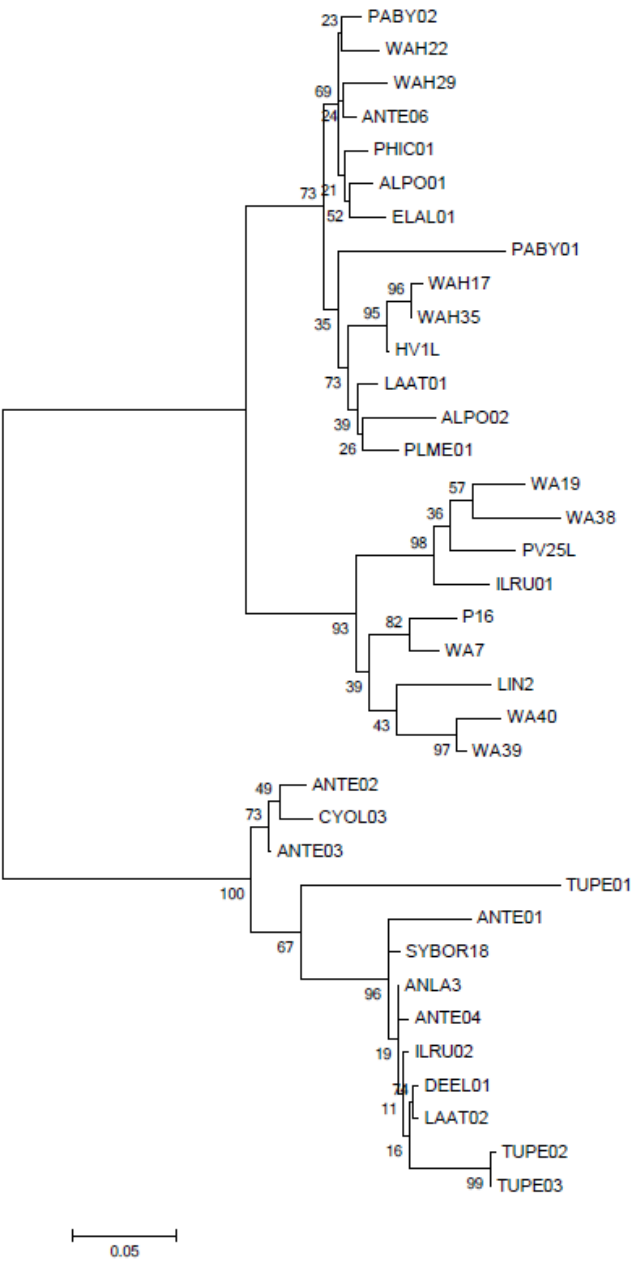 23 PABY02
WAH22
WAH29
69
24 ANTE06
PHIC01
73 21 ALPO01
52 ELAL01
PABY01
96 WAH17
95 WAH35
35
HV1L
73 LAAT01
39 ALPO02
26 PLME01
57 WA19
36 WA38
98 PV25L
ILRU01
82 P16
93
WA7
39 LIN2
43 WA40
97 WA39
49 ANTE02
73 CYOL03
ANTE03
100 TUPE01
67 ANTE01
SYBOR18
96 ANLA3
ANTE04
19 ILRU02
74 DEEL01
11 LAAT02
16 TUPE02
99 TUPE03
0.05